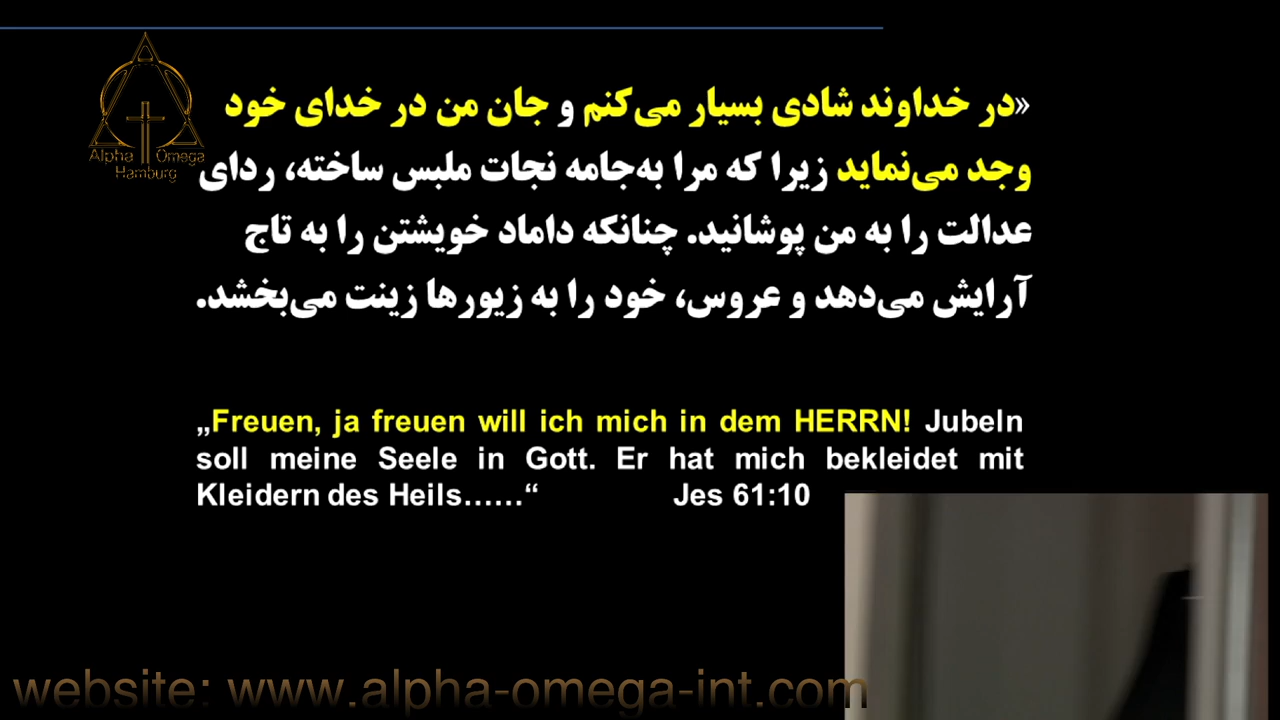 Alpha Omega
Hamburg
«در خداوند شادی بسیار می‌کنم و جان من در خدای خود
وجد می‌نماید زیرا که مرا به‌جامه نجات ملبس ساخته، ردای
عدالت را به من پوشانید. چنانکه داماد خویشتن را به تاج
آرایش می‌دهد و عروس، خود را به زیورها زینت می‌بخشد.
„Freuen, ja freuen will ich mich in dem HERRN! Jubeln
soll meine Seele in Gott. Er hat mich bekleidet mit
Kleidern des Heils……“ Jes 61:10
website: www.alpha-omega-int.com